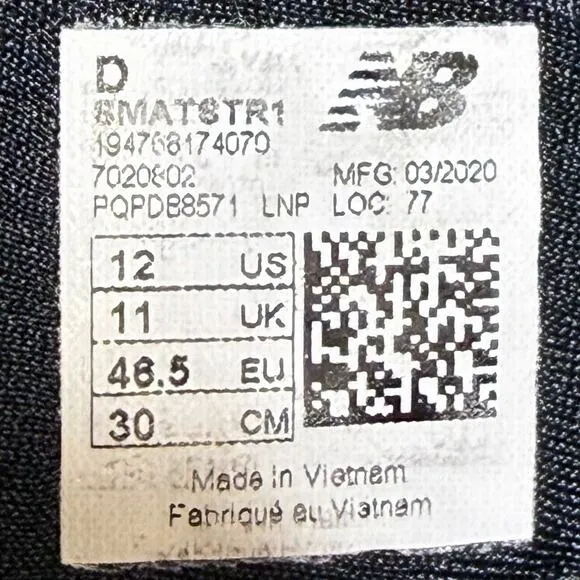 D
SMATSTR1
194768174070
7020802
MFG: 03/2020
PQPDB8571 LNP LOC: 77
12 US
11 UK
46.5 EU
30 CM
Made in Vietnam
Fabriqué au Vietnam
NB